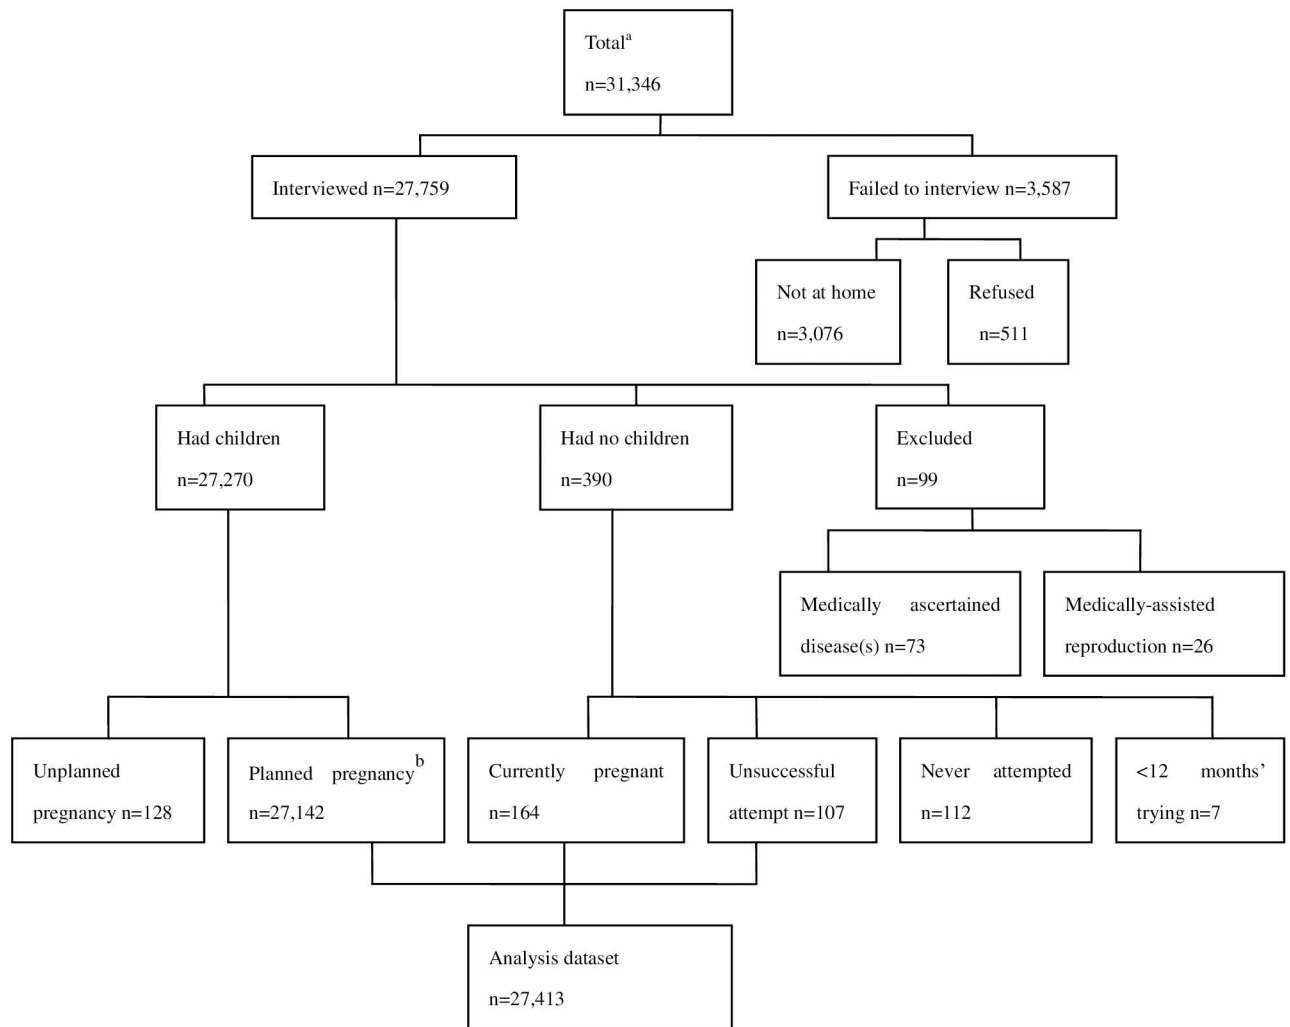 Totalᵃ
n=31,346
Interviewed n=27,759
Failed to interview n=3,587
Not at home
n=3,076
Refused
n=511
Had children
n=27,270
Had no children
n=390
Excluded
n=99
Medically ascertained
disease(s) n=73
Medically-assisted
reproduction n=26
Unplanned
pregnancy n=128
Planned pregnancyᵇ
n=27,142
Currently pregnant
n=164
Unsuccessful
attempt n=107
Never attempted
n=112
<12 months’
trying n=7
Analysis dataset
n=27,413